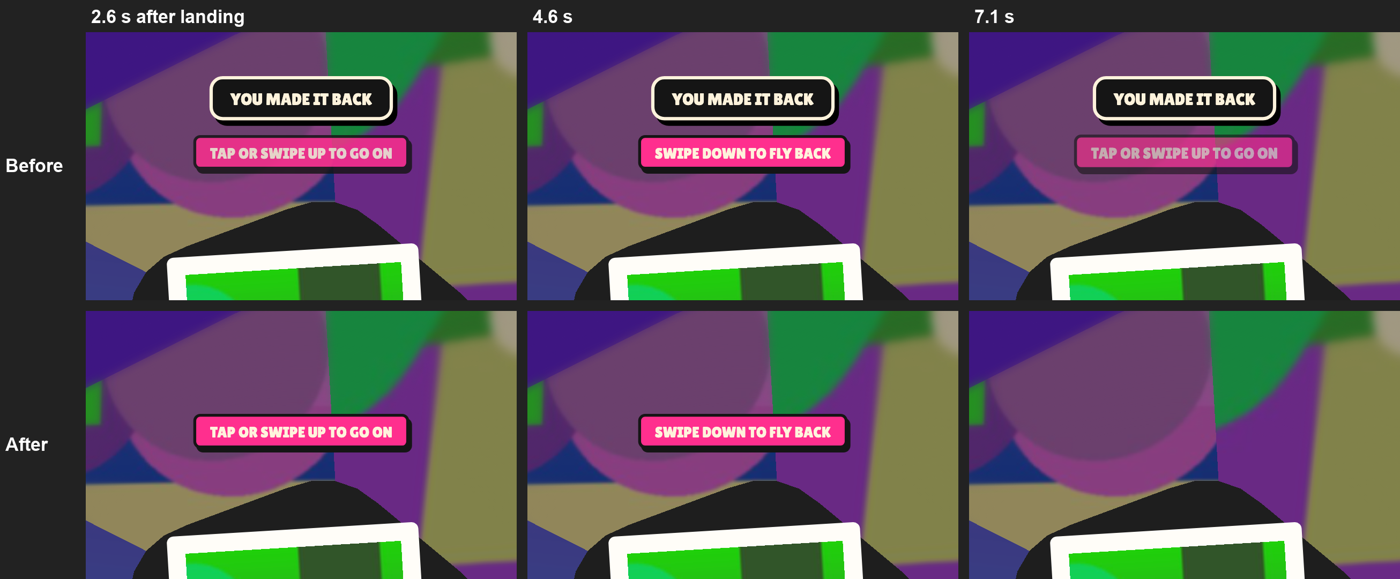 2.6 s after landing
4.6 s
7.1 s
Before
YOU MADE IT BACK
TAP OR SWIPE UP TO GO ON
YOU MADE IT BACK
SWIPE DOWN TO FLY BACK
YOU MADE IT BACK
TAP OR SWIPE UP TO GO ON
After
TAP OR SWIPE UP TO GO ON
SWIPE DOWN TO FLY BACK